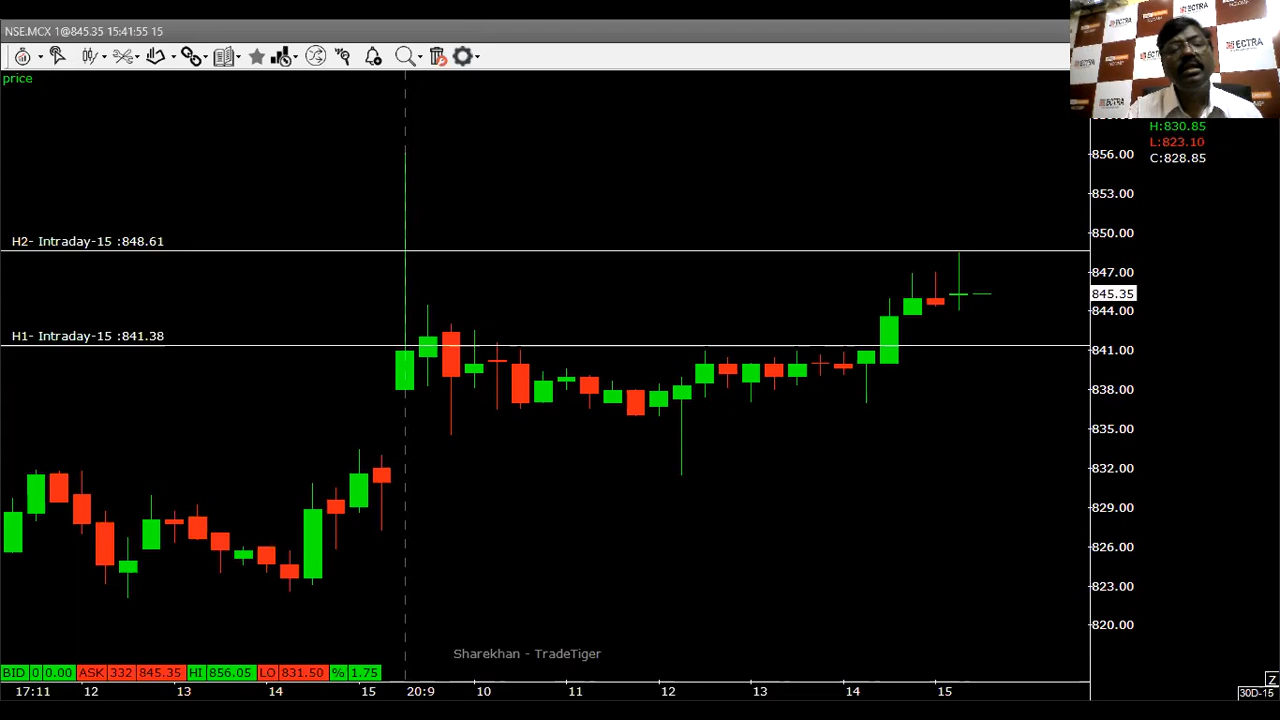 NSE.MCX 1@845.35 15:41:55 15
price
H:830.85
L:823.10
C:828.85
856.00
853.00
850.00
H2- Intraday-15 :848.61
847.00
845.35
844.00
H1- Intraday-15 :841.38
841.00
838.00
835.00
832.00
829.00
826.00
823.00
820.00
Sharekhan - TradeTiger
BID 0 0.00 ASK 332 845.35 HI 856.05 LO 831.50 % 1.75
Z
17:11 12 13 14 15 20:9 10 11 12 13 14 15
30D-15